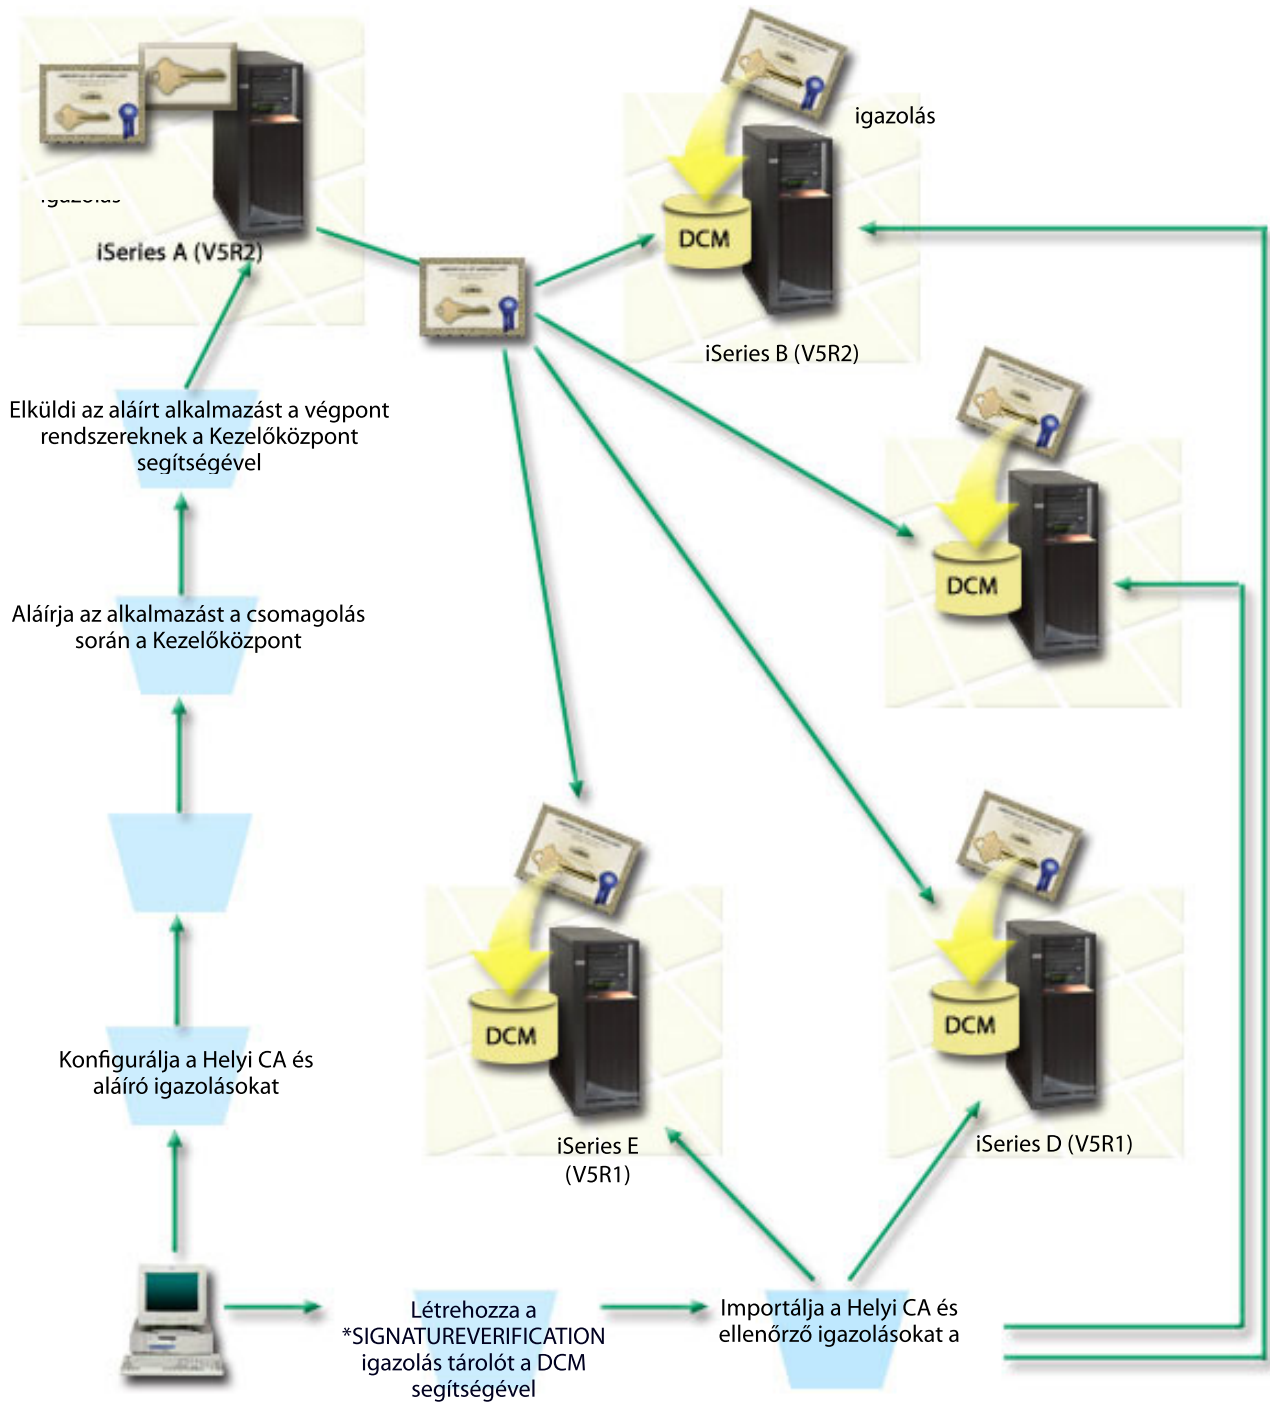 igazolás
igazolás
iSeries A (V5R2)
DCM
iSeries B (V5R2)
Elküldi az aláírt alkalmazást a végpont
rendszereknek a Kezelőközpont
segítségével
DCM
Aláírja az alkalmazást a csomagolás
során a Kezelőközpont
DCM
DCM
Konfigurálja a Helyi CA és
aláíró igazolásokat
iSeries E
(V5R1)
iSeries D (V5R1)
Létrehozza a
*SIGNATUREVERIFICATION
igazolás tárolót a DCM
segítségével
Importálja a Helyi CA és
ellenőrző igazolásokat a